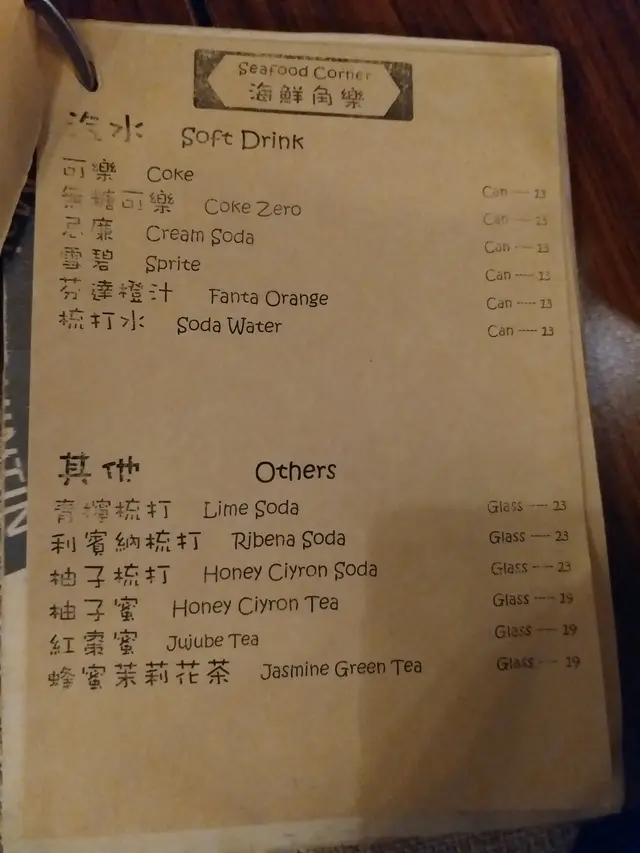 Seafood Corner
海鮮角樂
汽水 Soft Drink
可樂 Coke Can --- 13
無糖可樂 Coke Zero Can --- 13
忌廉 Cream Soda Can --- 13
雪碧 Sprite Can --- 13
芬達橙汁 Fanta Orange Can ---- 13
梳打水 Soda Water Can ---- 13
其他 Others
青檸梳打 Lime Soda Glass --- 23
利賓納梳打 Ribena Soda Glass --- 23
柚子梳打 Honey Ciyron Soda Glass --- 23
柚子蜜 Honey Ciyron Tea Glass --- 19
紅棗蜜 Jujube Tea Glass --- 19
蜂蜜茉莉花茶 Jasmine Green Tea Glass --- 19